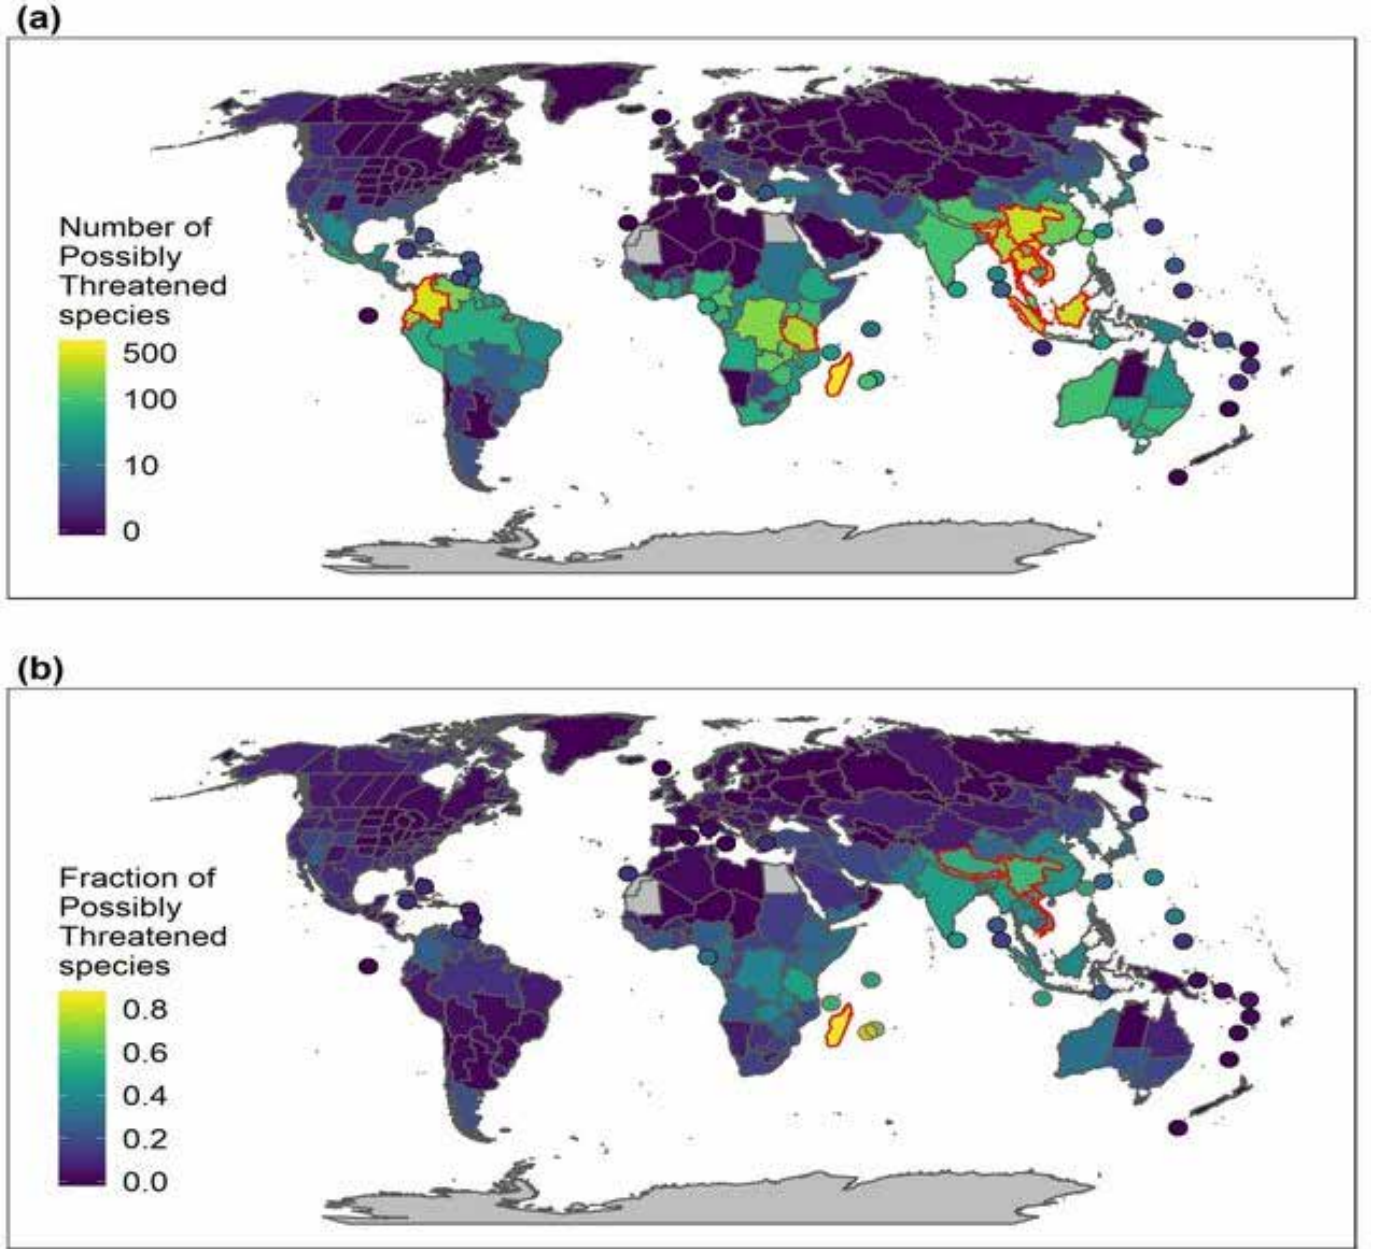 (a)
Number of
Possibly
Threatened
species
500
100
10
0
(b)
Fraction of
Possibly
Threatened
species
0.8
0.6
0.4
0.2
0.0